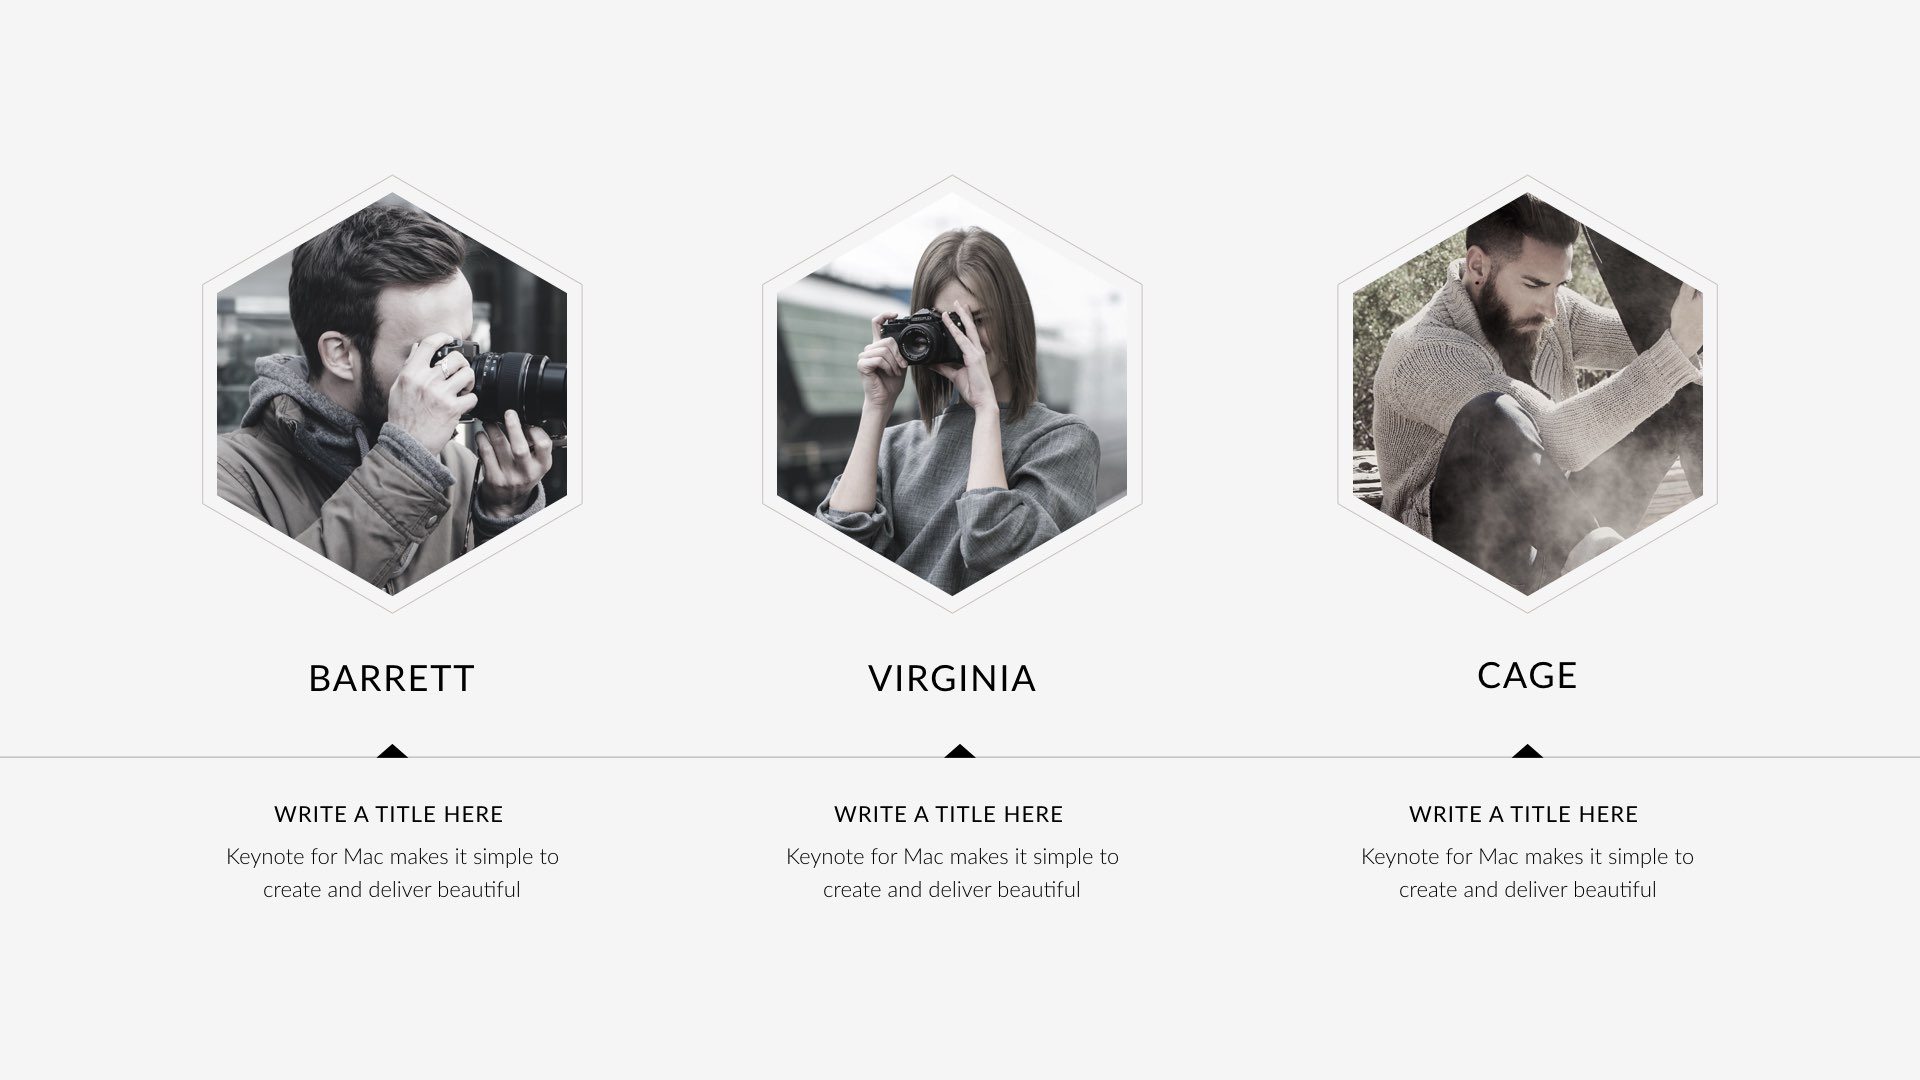 BARRETT
VIRGINIA
CAGE
WRITE A TITLE HERE
Keynote for Mac makes it simple to
create and deliver beautiful
WRITE A TITLE HERE
Keynote for Mac makes it simple to
create and deliver beautiful
WRITE A TITLE HERE
Keynote for Mac makes it simple to
create and deliver beautiful